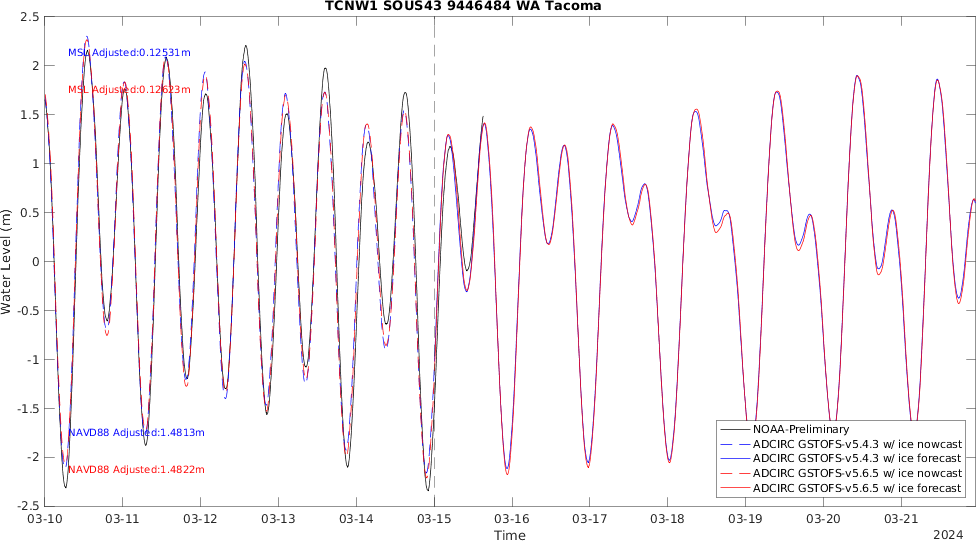 TCNW1 SOUS43 9446484 WA Tacoma
2.5
2
1.5
1
0.5
0
-0.5
-1
-1.5
-2
-2.5
Water Level (m)
MSL Adjusted:0.12531m
MSL Adjusted:0.12623m
NAVD88 Adjusted:1.4813m
NAVD88 Adjusted:1.4822m
NOAA-Preliminary
ADCIRC GSTOFS-v5.4.3 w/ ice nowcast
ADCIRC GSTOFS-v5.4.3 w/ ice forecast
ADCIRC GSTOFS-v5.6.5 w/ ice nowcast
ADCIRC GSTOFS-v5.6.5 w/ ice forecast
03-10 03-11 03-12 03-13 03-14 03-15 03-16 03-17 03-18 03-19 03-20 03-21
Time
2024